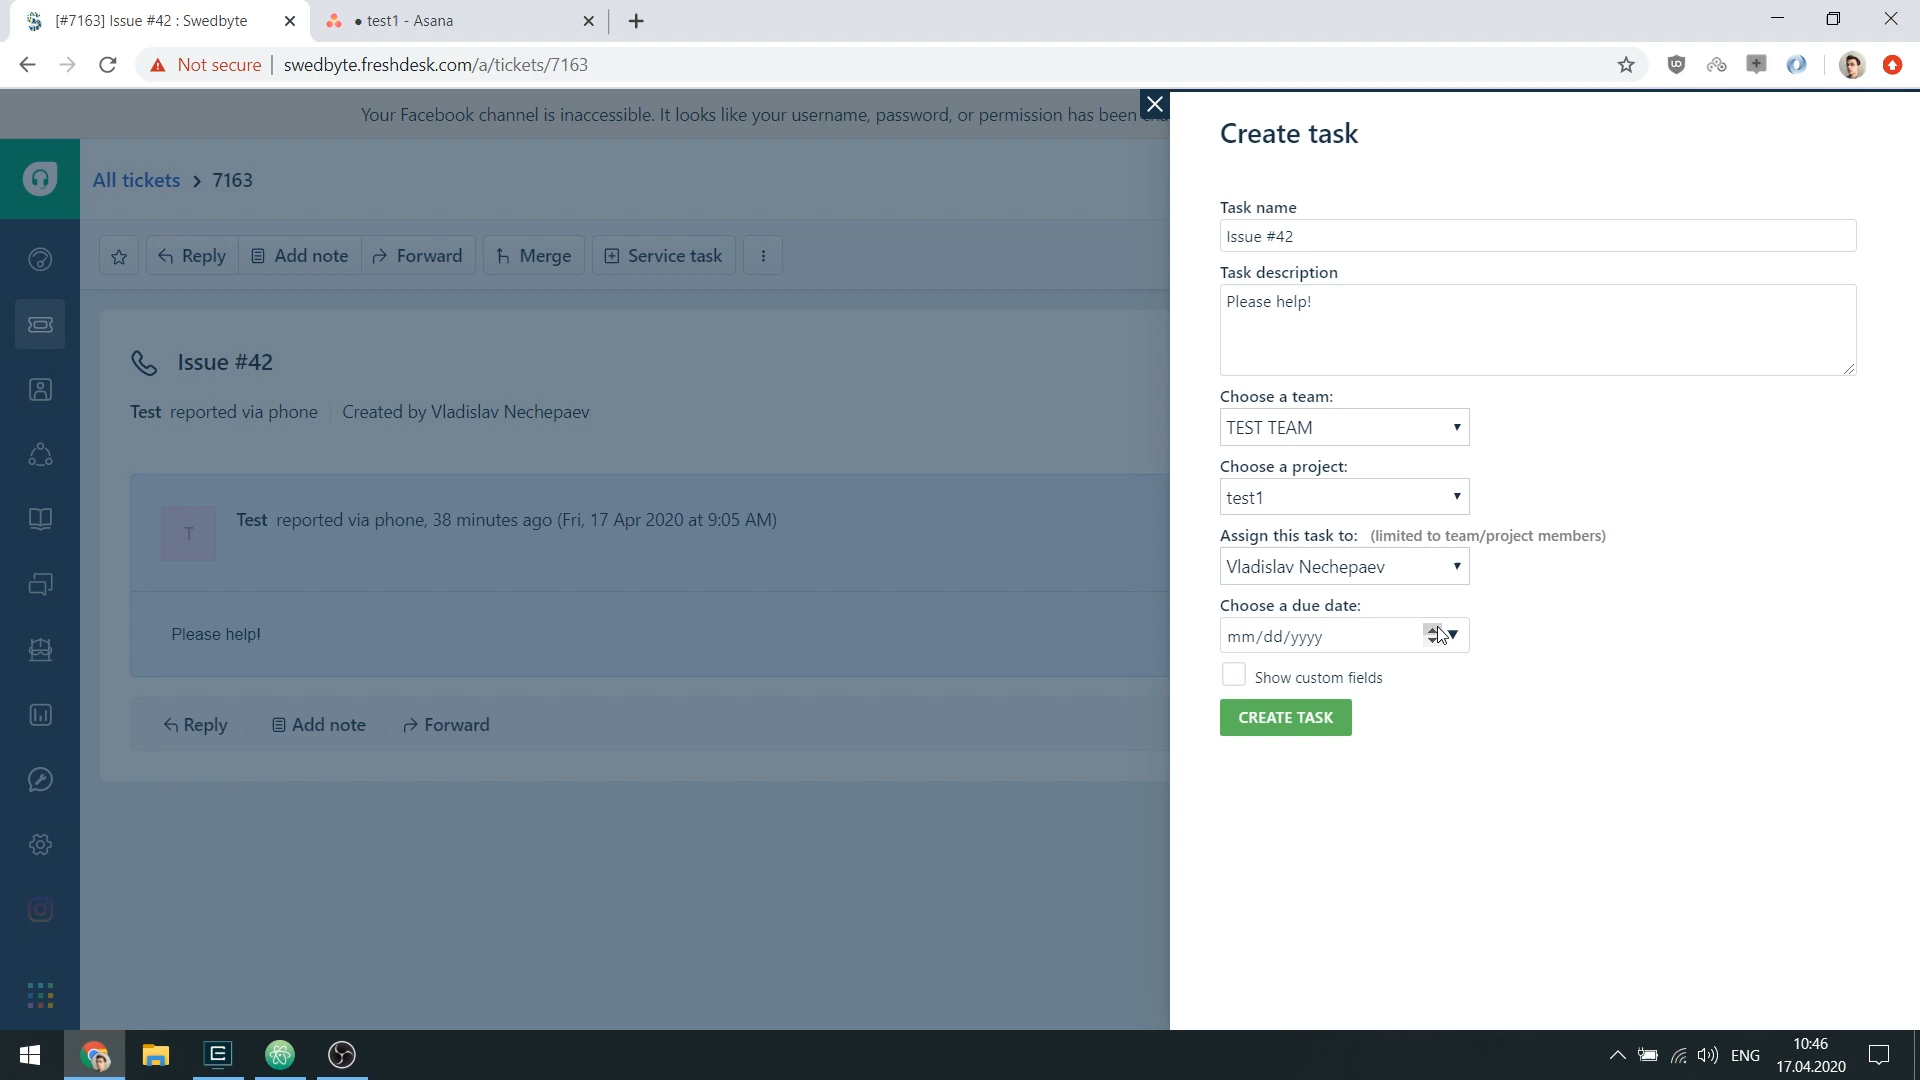 [#7163] Issue #42 : Swedbyte
• test1 - Asana
Not secure
swedbyte.freshdesk.com/a/tickets/7163
Your Facebook channel is inaccessible. It looks like your username, password, or permission has been
All tickets > 7163
Reply
Add note
Forward
Merge
Service task
Issue #42
Test reported via phone
Created by Vladislav Nechepaev
T
Test reported via phone, 38 minutes ago (Fri, 17 Apr 2020 at 9:05 AM)
Please help!
Reply
Add note
Forward
Create task
Task name
Issue #42
Task description
Please help!
Choose a team:
TEST TEAM
Choose a project:
test1
Assign this task to: (limited to team/project members)
Vladislav Nechepaev
Choose a due date:
mm/dd/yyyy
Show custom fields
CREATE TASK
ENG
10:46
17.04.2020